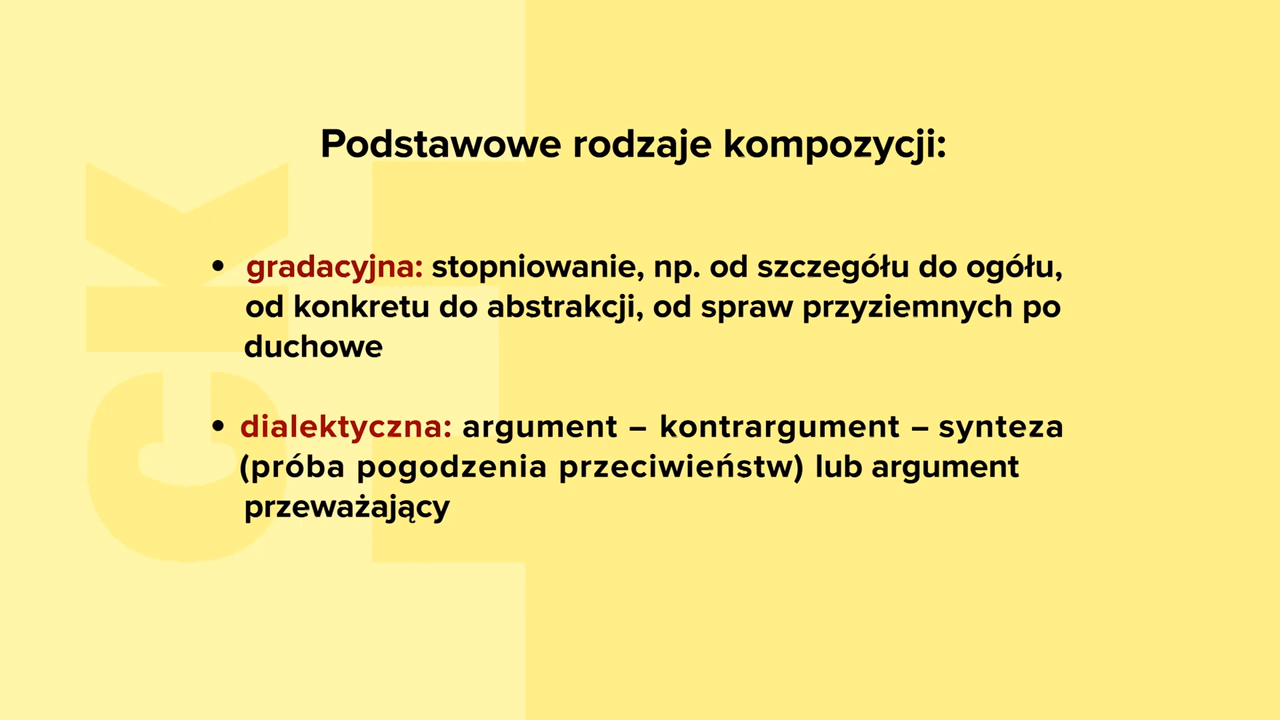 Podstawowe rodzaje kompozycji:
• gradacyjna: stopniowanie, np. od szczegółu do ogółu,
od konkretu do abstrakcji, od spraw przyziemnych po
duchowe
• dialektyczna: argument – kontrargument – synteza
(próba pogodzenia przeciwieństw) lub argument
przeważający
ck